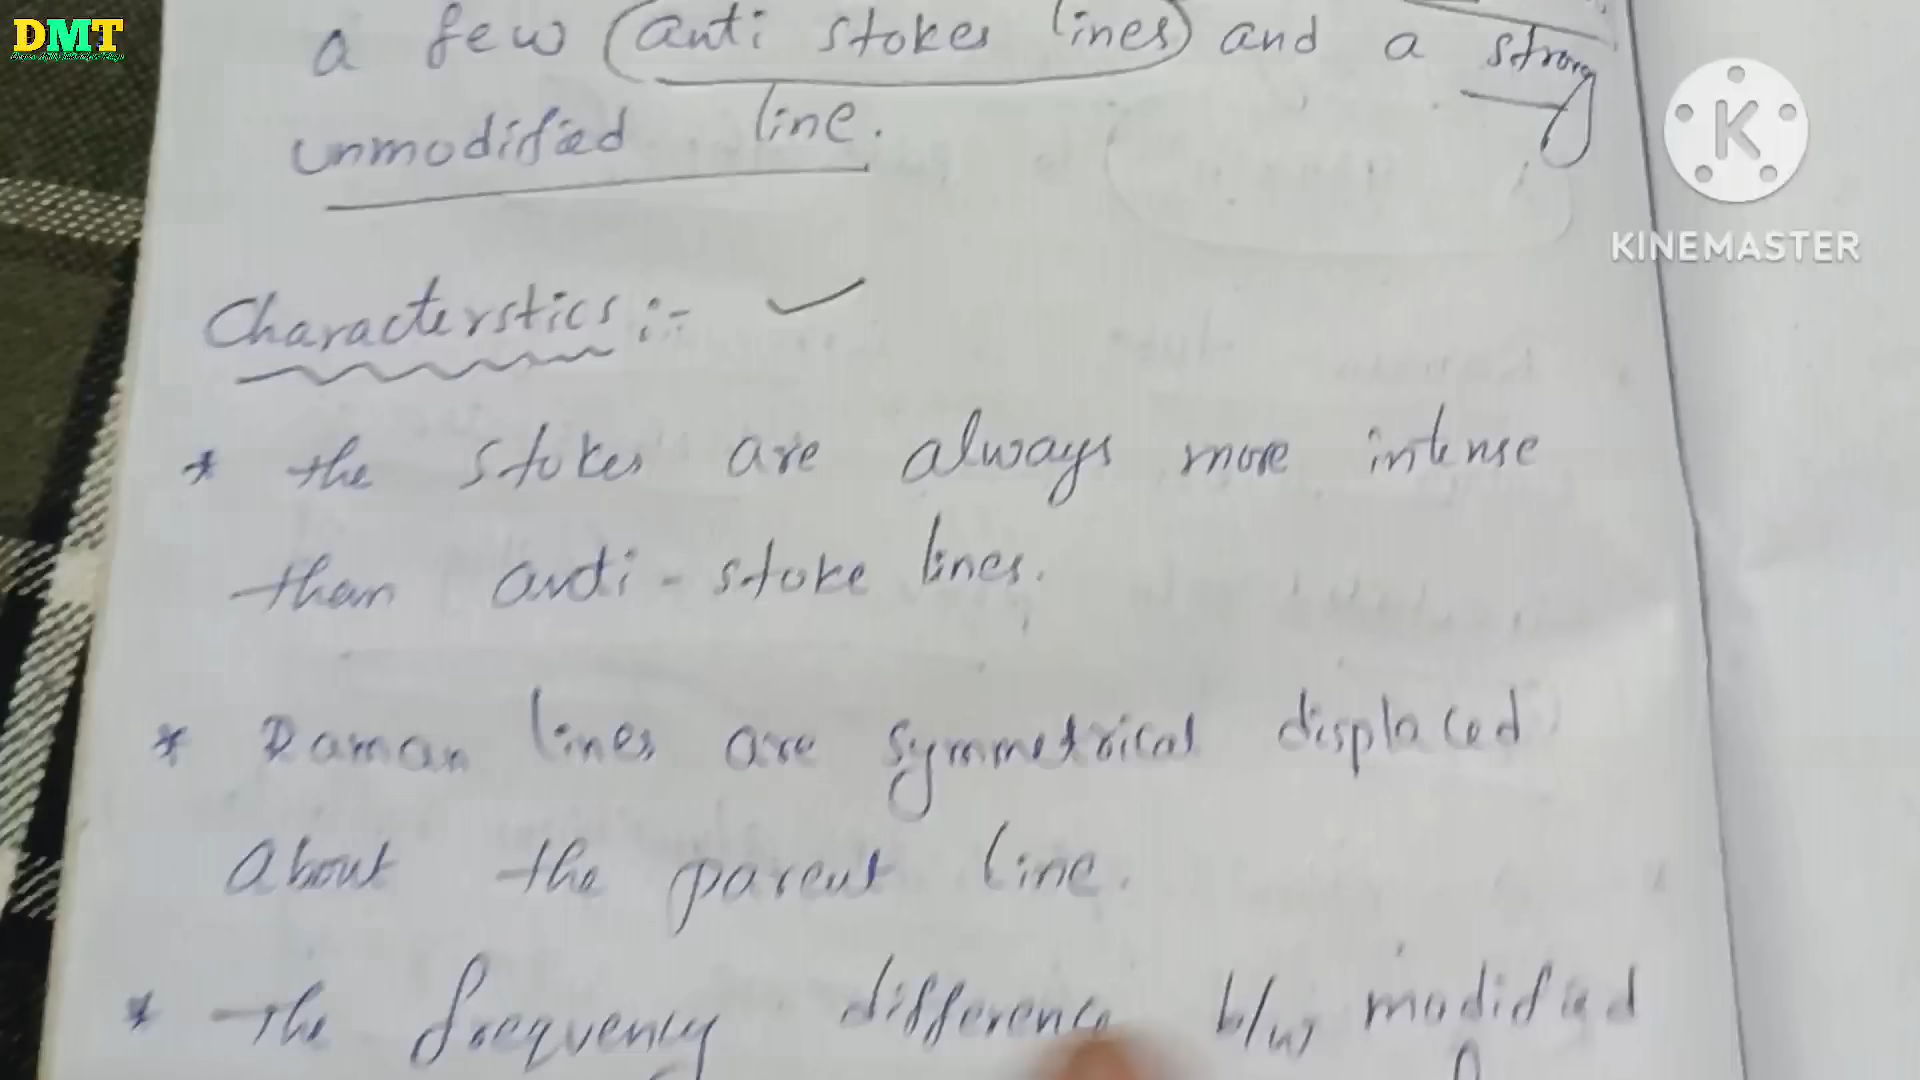 DMT
a few anti stokes lines and a strong
unmodified line.
KINEMASTER
Characterstics :-
* the stokes are always more intense
than anti-stoke lines.
* Raman lines are symmetrical displaced
About the parent line.
* The frequency difference b/w modified